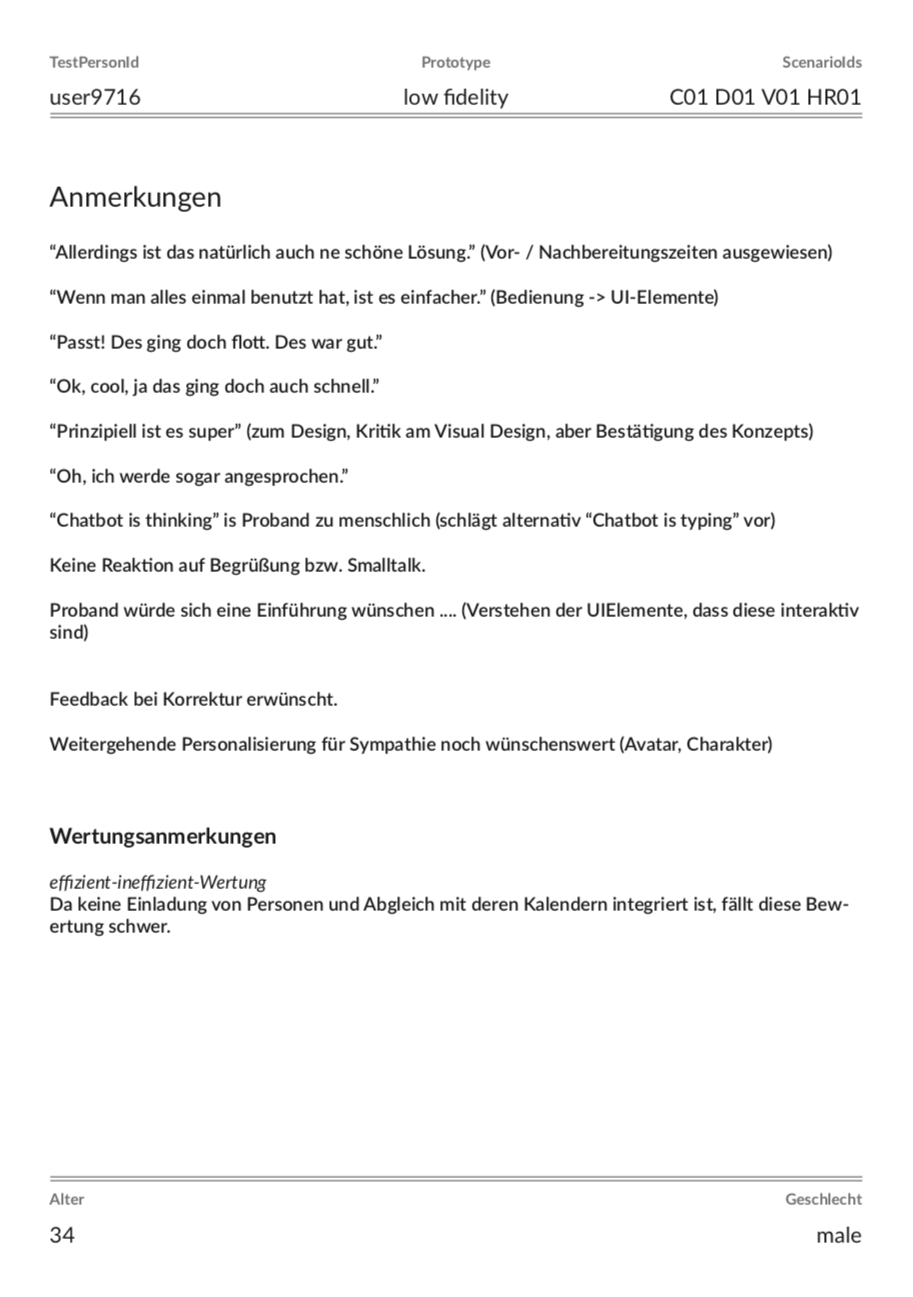 TestPersonId Prototype ScenarioIds
user9716 low fidelity C01 D01 V01 HR01
Anmerkungen
“Allerdings ist das natürlich auch ne schöne Lösung.” (Vor- / Nachbereitungszeiten ausgewiesen)
“Wenn man alles einmal benutzt hat, ist es einfacher.” (Bedienung -> UI-Elemente)
“Passt! Des ging doch flott. Des war gut.”
“Ok, cool, ja das ging doch auch schnell.”
“Prinzipiell ist es super” (zum Design, Kritik am Visual Design, aber Bestätigung des Konzepts)
“Oh, ich werde sogar angesprochen.”
“Chatbot is thinking” is Proband zu menschlich (schlägt alternativ “Chatbot is typing” vor)
Keine Reaktion auf Begrüßung bzw. Smalltalk.
Proband würde sich eine Einführung wünschen .... (Verstehen der UIElemente, dass diese interaktiv
sind)
Feedback bei Korrektur erwünscht.
Weitergehende Personalisierung für Sympathie noch wünschenswert (Avatar, Charakter)
Wertungsanmerkungen
effizient-ineffizient-Wertung
Da keine Einladung von Personen und Abgleich mit deren Kalendern integriert ist, fällt diese Bew-
ertung schwer.
Alter Geschlecht
34 male